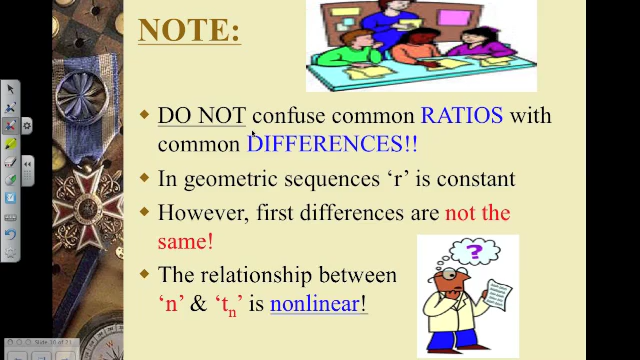 NOTE:
DO NOT confuse common RATIOS with
common DIFFERENCES!!
In geometric sequences ‘r’ is constant
However, first differences are not the
same!
The relationship between
‘n’ & ‘tn’ is nonlinear!
?